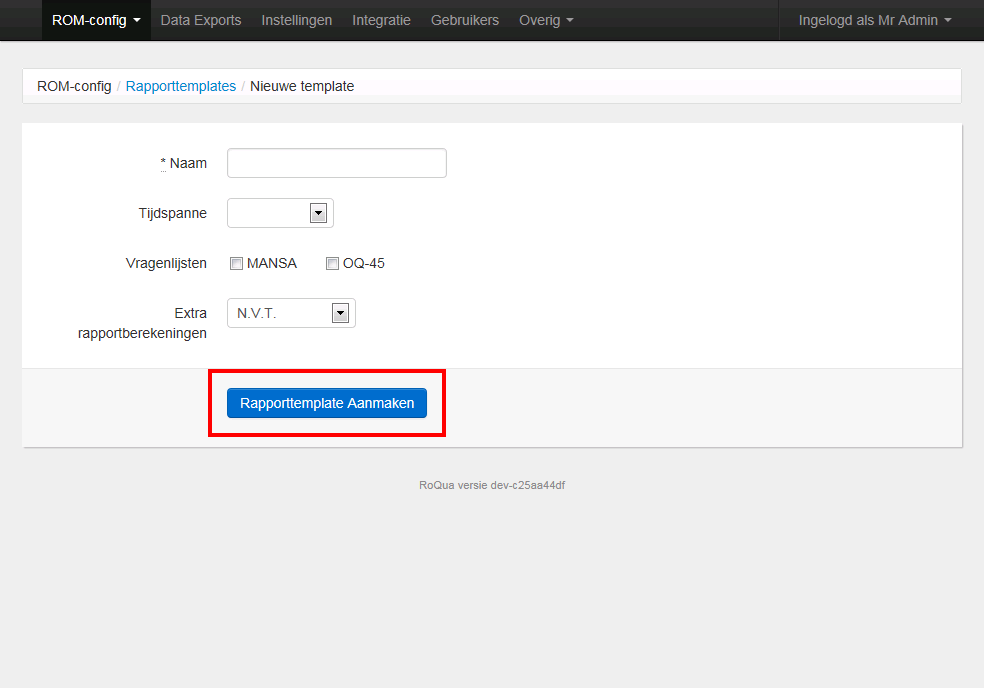 ROM-config Data Exports Instellingen Integratie Gebruikers Overig Ingelogd als Mr Admin
ROM-config / Rapporttemplates / Nieuwe template
* Naam
Tijdspanne
Vragenlijsten MANSA OQ-45
Extra N.V.T.
rapportberekeningen
Rapporttemplate Aanmaken
RoQua versie dev-c25aa44df